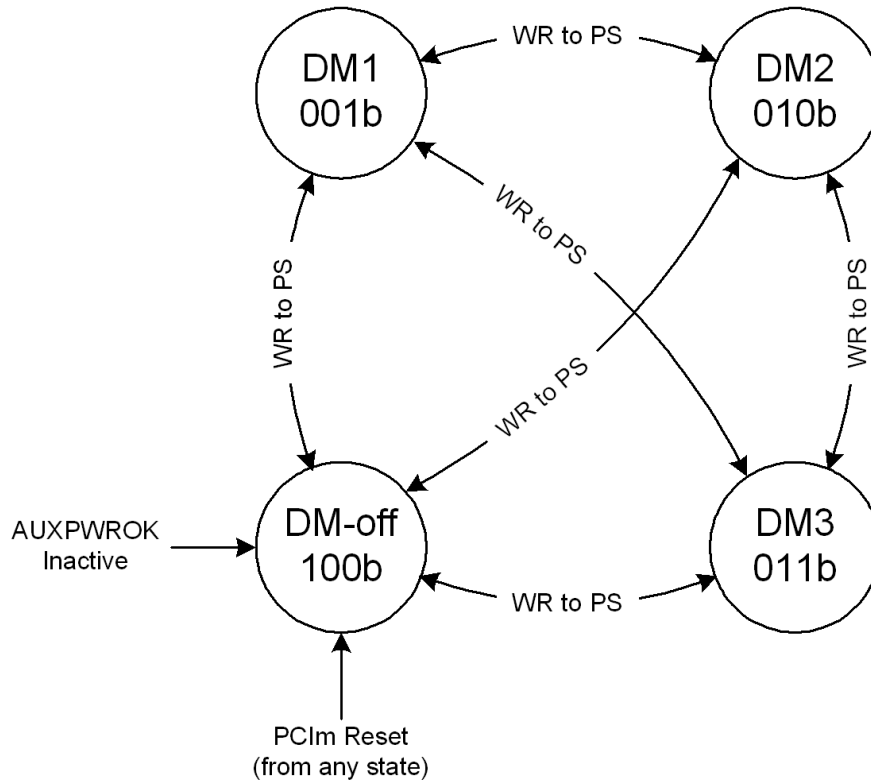 WR to PS
DM1
001b
DM2
010b
WR to PS
WR to PS
WR to PS
WR to PS
AUXPWROK
Inactive
DM-off
100b
WR to PS
DM3
011b
PCIm Reset
(from any state)